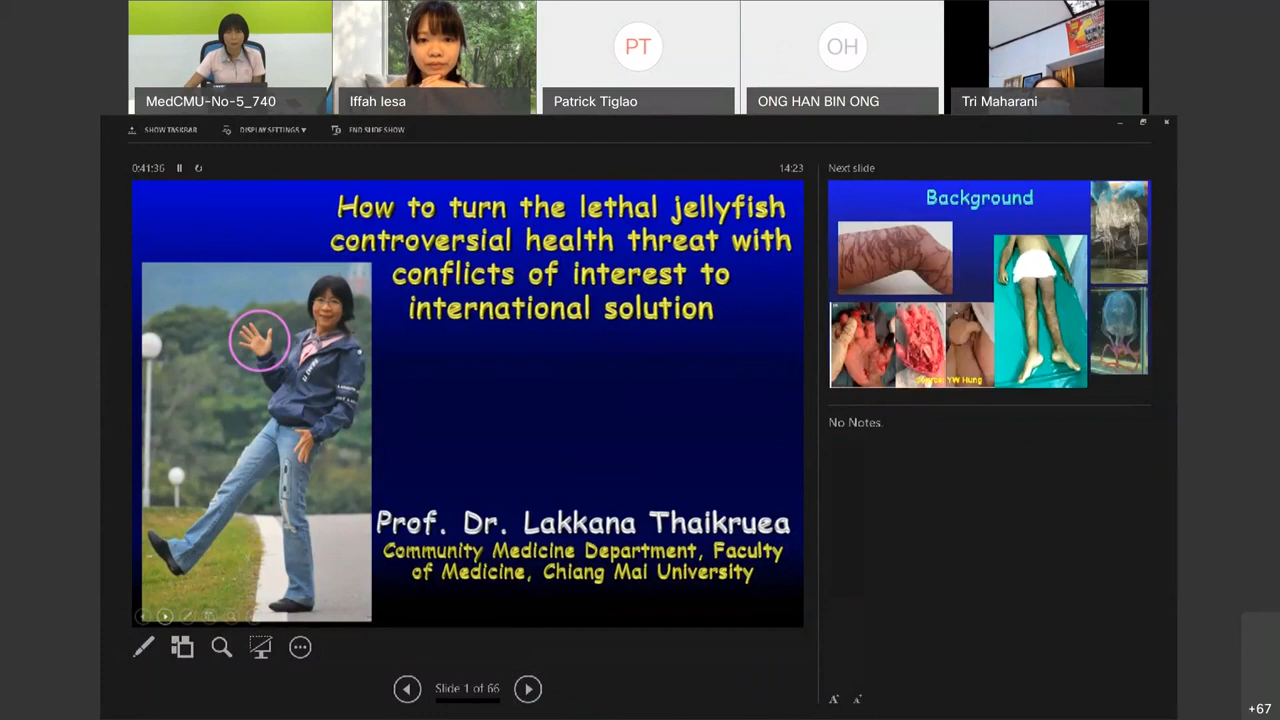 PT
OH
MedCMU-No-5_740
Iffah Iesa
Patrick Tiglao
ONG HAN BIN ONG
Tri Maharani
SHOW TASKBAR
DISPLAY SETTINGS ▾
END SLIDE SHOW
0:41:36
14:23
Next slide
How to turn the lethal jellyfish
controversial health threat with
conflicts of interest to
international solution
Prof. Dr. Lakkana Thaikruea
Community Medicine Department, Faculty
of Medicine, Chiang Mai University
Background
Source: YW Hung
No Notes.
Slide 1 of 66
+67